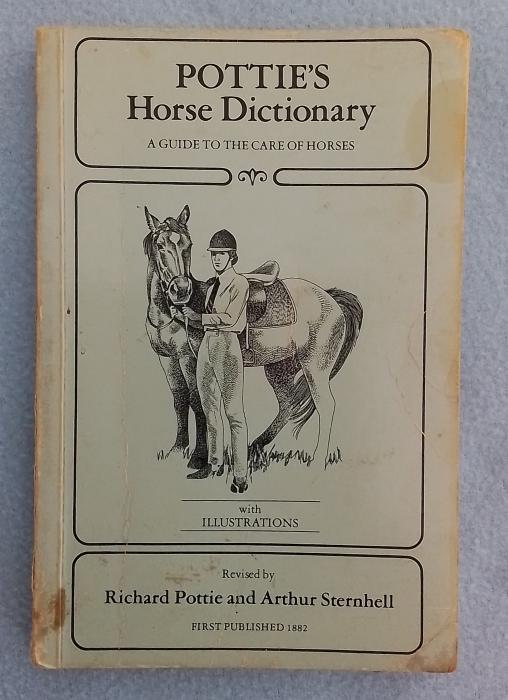 POTTIE'S
Horse Dictionary
A GUIDE TO THE CARE OF HORSES
with
ILLUSTRATIONS
Revised by
Richard Pottie and Arthur Sternhell
FIRST PUBLISHED 1882